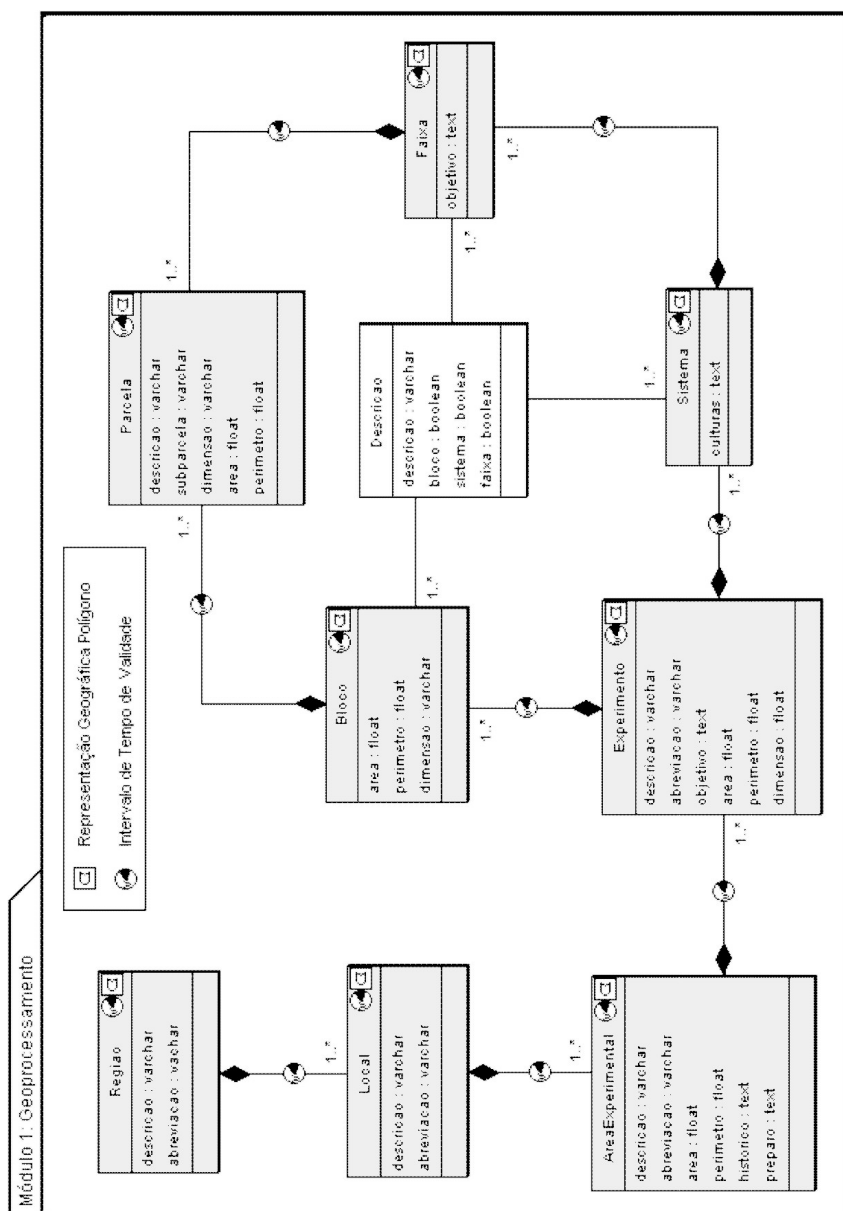 Módulo 1: Geoprocessamento
Regiao
descricao : varchar
abreviacao : vachar
1..*
Local
descricao : varchar
abreviacao : varchar
1..*
AreaExperimental
descricao : varchar
abreviacao : varchar
area : float
perimetro : float
historico : text
preparo : text
Representação Geográfica Polígono
Intervalo de Tempo de Validade
1..*
Bloco
area : float
perimetro : float
dimensao : varchar
1..*
1..*
Experimento
descricao : varchar
abreviacao : varchar
objetivo : text
area : float
perimetro : float
dimensao : float
1..*
Parcela
descricao : varchar
subparcela : varchar
dimensao : varchar
area : float
perimetro : float
1..*
Descricao
descricao : varchar
bloco : boolean
sistema : boolean
faixa : boolean
1..*
Sistema
culturas : text
1..*
Faixa
objetivo : text
1..*
1..*